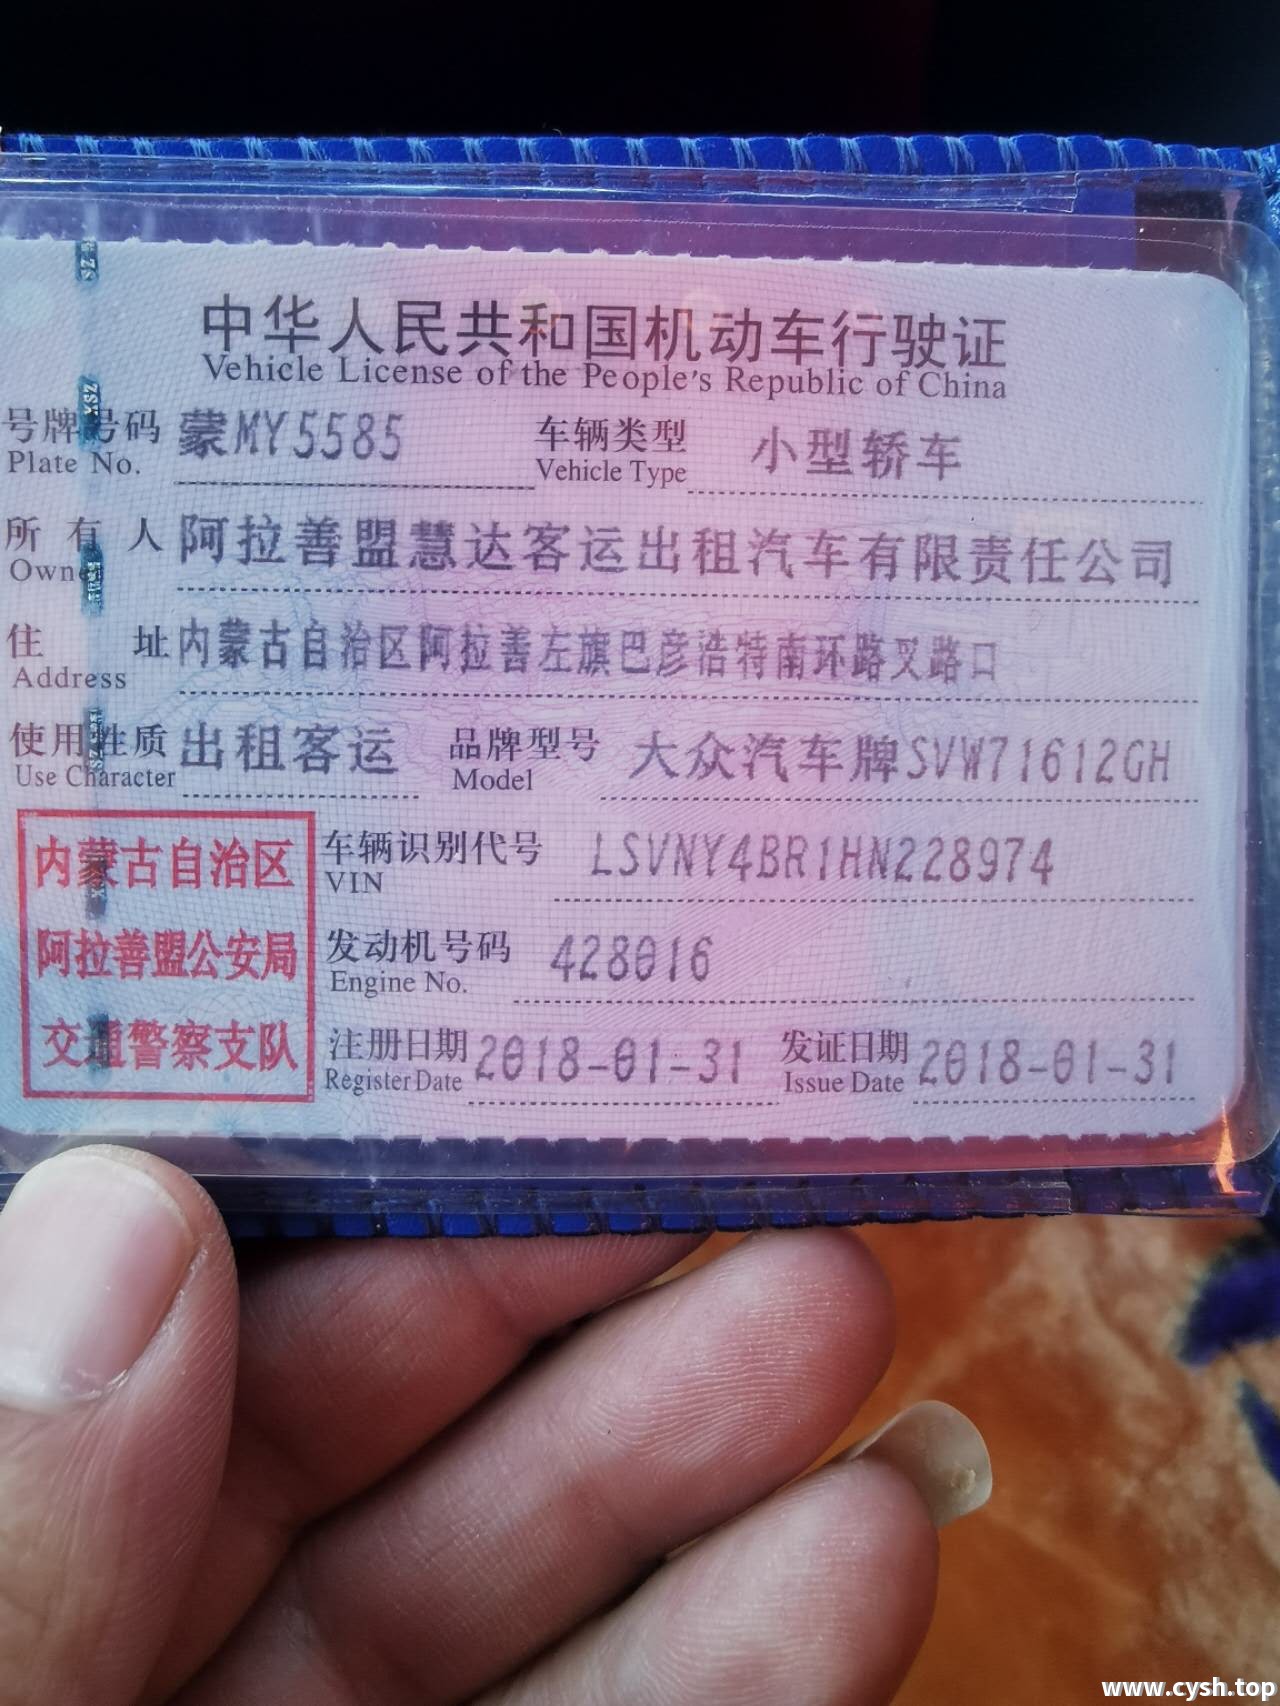 中华人民共和国机动车行驶证
Vehicle License of the People's Republic of China
号牌号码 蒙MY5585 车辆类型 小型轿车
Plate No. Vehicle Type
所有人 阿拉善盟慧达客运出租汽车有限责任公司
Owner
住址 内蒙古自治区阿拉善左旗巴彦浩特南环路叉路口
Address
使用性质 出租客运 品牌型号 大众汽车牌SVW71612GH
Use Character Model
内蒙古自治区
阿拉善盟公安局
交通警察支队
车辆识别代号 LSVNY4BR1HN228974
VIN
发动机号码 428016
Engine No.
注册日期 2018-01-31 发证日期 2018-01-31
Register Date Issue Date
www.cysh.top